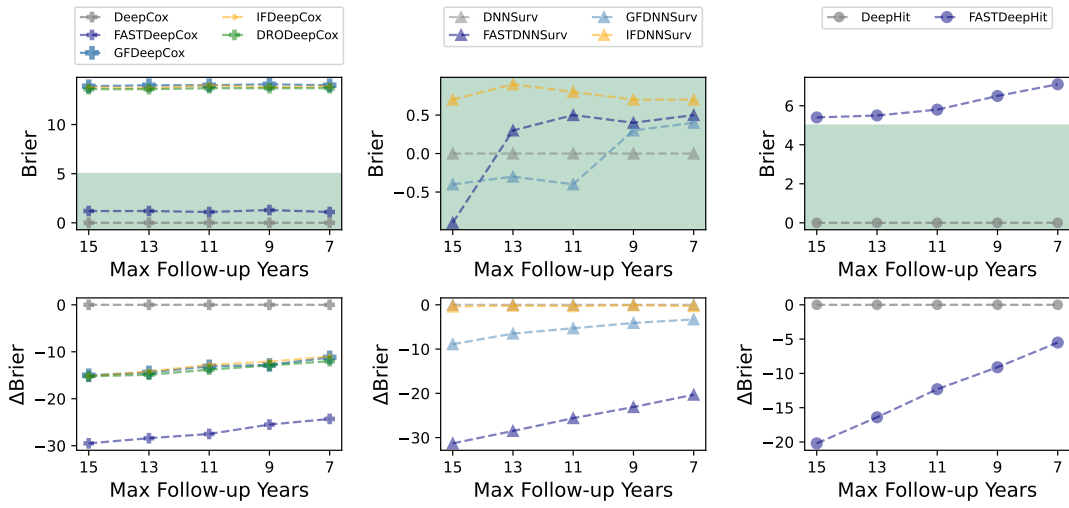 DeepCox
FASTDeepCox
GFDeepCox
IFDeepCox
DRODeepCox
DNNSurv
FASTDNNSurv
GFDNNSurv
IFDNNSurv
DeepHit
FASTDeepHit
Brier
10
5
0
15 13 11 9 7
Max Follow-up Years
Brier
0.5
0.0
−0.5
15 13 11 9 7
Max Follow-up Years
Brier
6
4
2
0
15 13 11 9 7
Max Follow-up Years
ΔBrier
0
−10
−20
−30
15 13 11 9 7
Max Follow-up Years
ΔBrier
0
−10
−20
−30
15 13 11 9 7
Max Follow-up Years
ΔBrier
0
−5
−10
−15
−20
15 13 11 9 7
Max Follow-up Years